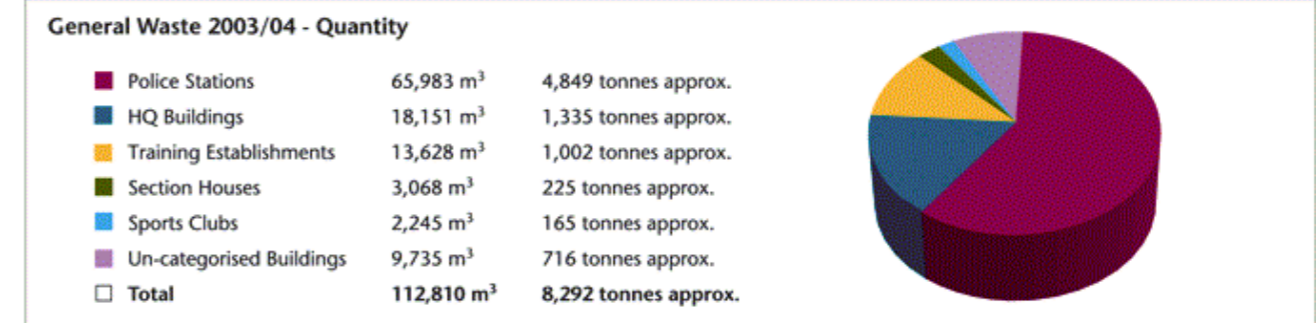 General Waste 2003/04 - Quantity
Police Stations 65,983 m³ 4,849 tonnes approx.
HQ Buildings 18,151 m³ 1,335 tonnes approx.
Training Establishments 13,628 m³ 1,002 tonnes approx.
Section Houses 3,068 m³ 225 tonnes approx.
Sports Clubs 2,245 m³ 165 tonnes approx.
Un-categorised Buildings 9,735 m³ 716 tonnes approx.
Total 112,810 m³ 8,292 tonnes approx.